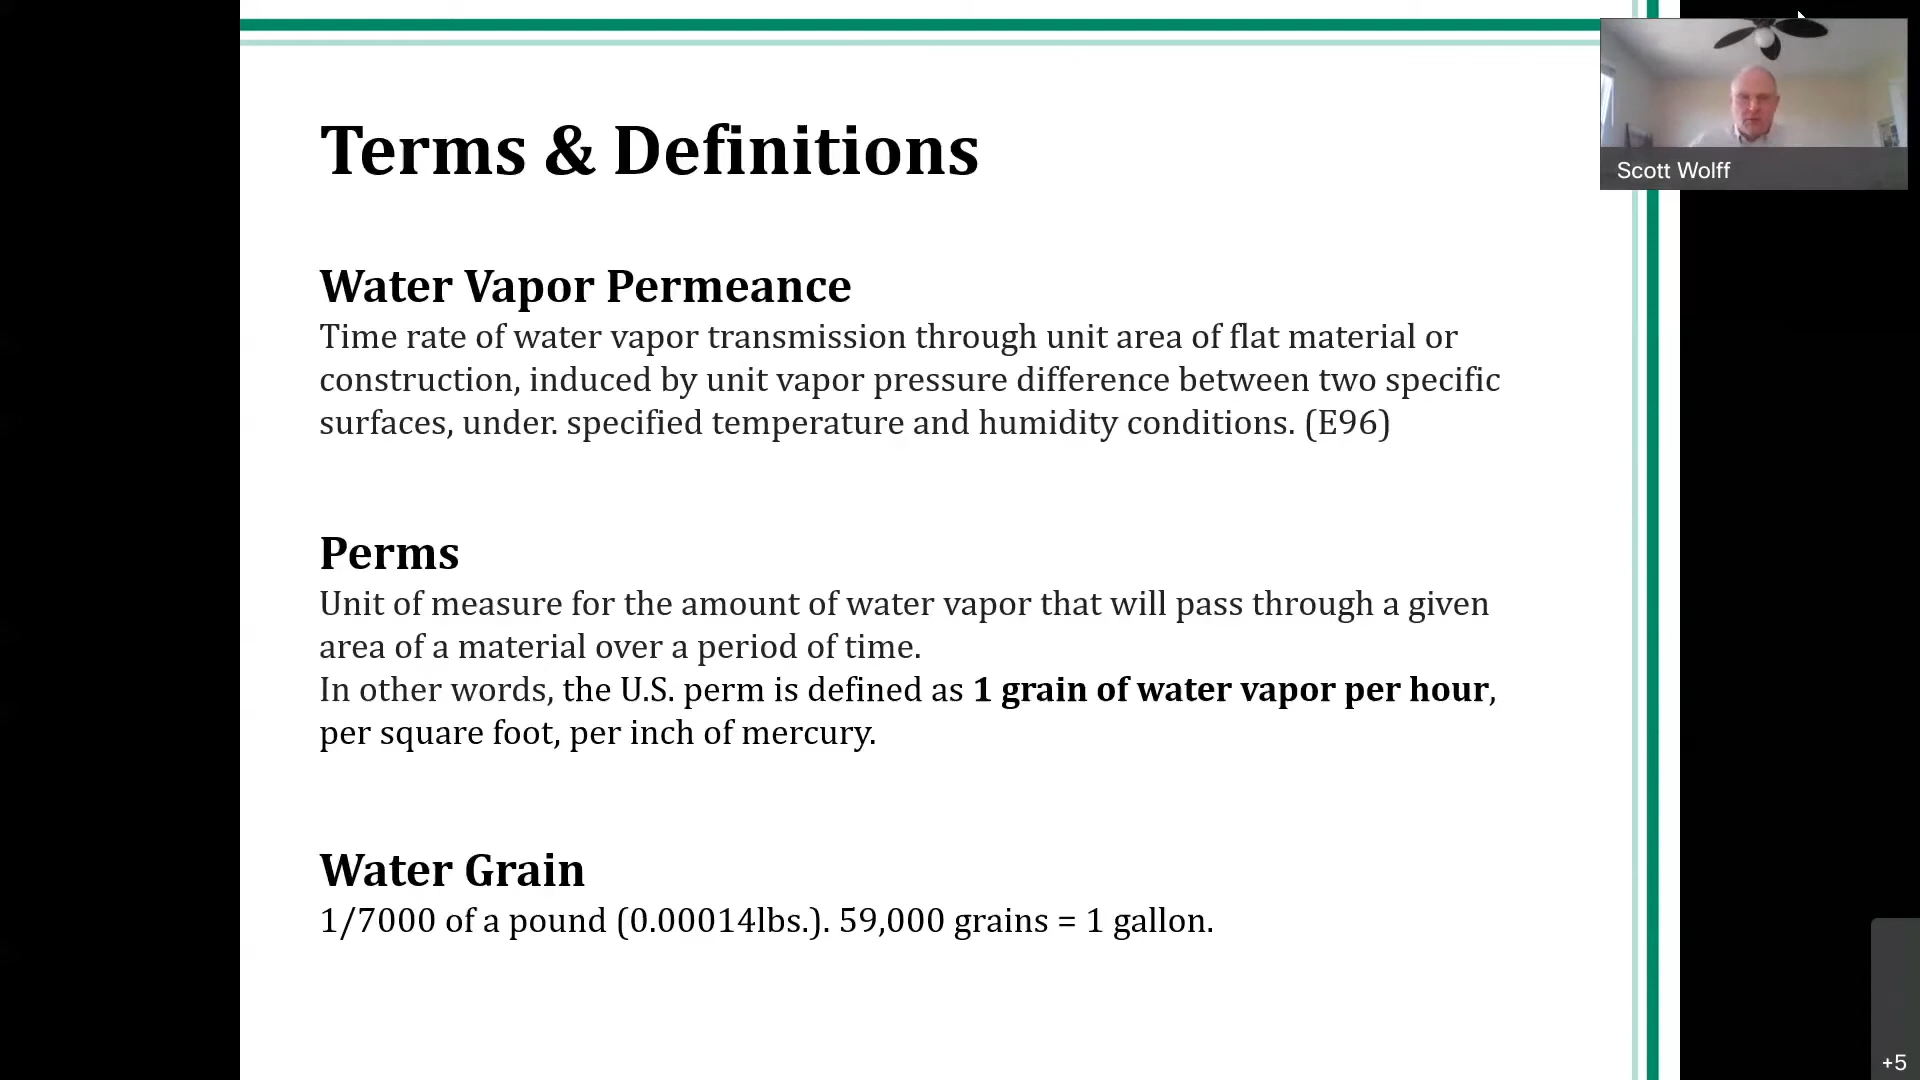 Terms & Definitions
Scott Wolff
Water Vapor Permeance
Time rate of water vapor transmission through unit area of flat material or
construction, induced by unit vapor pressure difference between two specific
surfaces, under. specified temperature and humidity conditions. (E96)
Perms
Unit of measure for the amount of water vapor that will pass through a given
area of a material over a period of time.
In other words, the U.S. perm is defined as 1 grain of water vapor per hour,
per square foot, per inch of mercury.
Water Grain
1/7000 of a pound (0.00014lbs.). 59,000 grains = 1 gallon.
+5